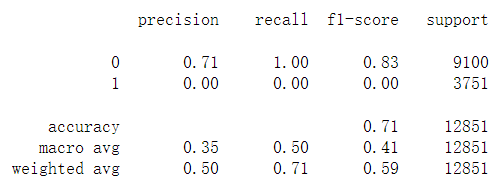 precision recall f1-score support
0 0.71 1.00 0.83 9100
1 0.00 0.00 0.00 3751
accuracy 0.71 12851
macro avg 0.35 0.50 0.41 12851
weighted avg 0.50 0.71 0.59 12851